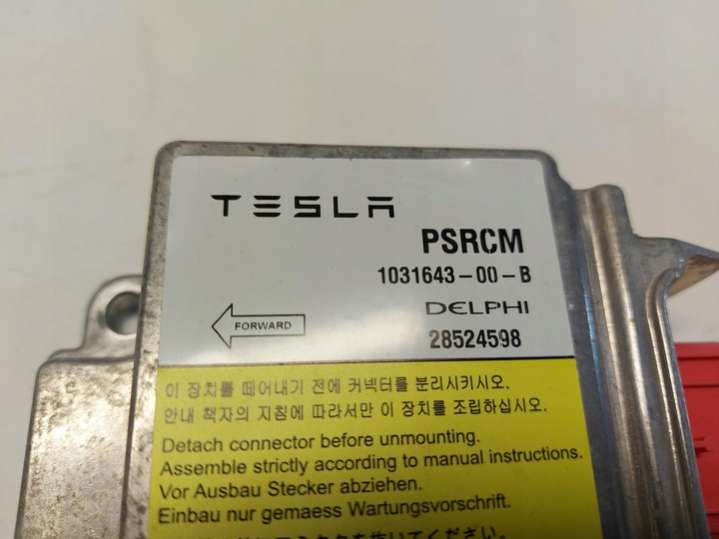 TESLA
PSRCM
1031643-00-B
DELPHI
FORWARD
28524598
이 장치를 떼어내기 전에 커넥터를 분리시키시오.
안내 책자의 지침에 따라서만 이 장치를 조립하십시오.
Detach connector before unmounting.
Assemble strictly according to manual instructions.
Vor Ausbau Stecker abziehen.
Einbau nur gemaess Wartungsvorschrift.